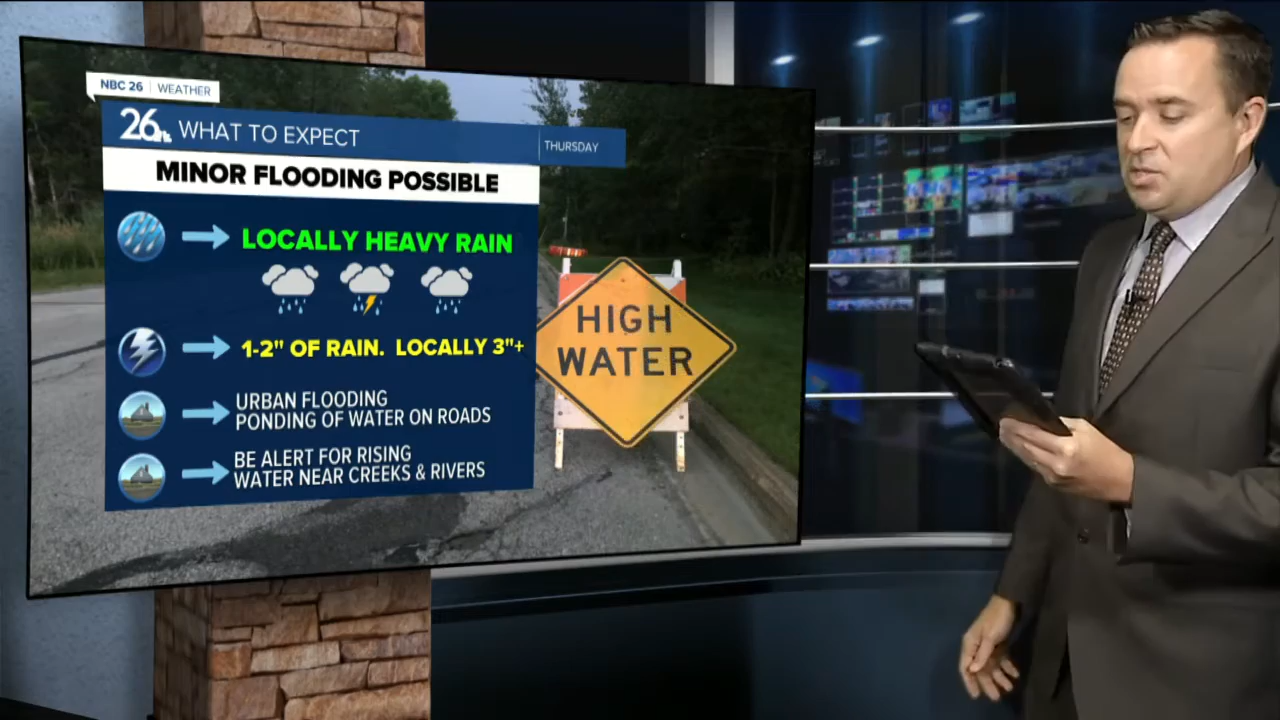 NBC 26 | WEATHER
26 WHAT TO EXPECT
THURSDAY
MINOR FLOODING POSSIBLE
LOCALLY HEAVY RAIN
1-2" OF RAIN. LOCALLY 3"+
URBAN FLOODING
PONDING OF WATER ON ROADS
BE ALERT FOR RISING
WATER NEAR CREEKS & RIVERS
HIGH
WATER